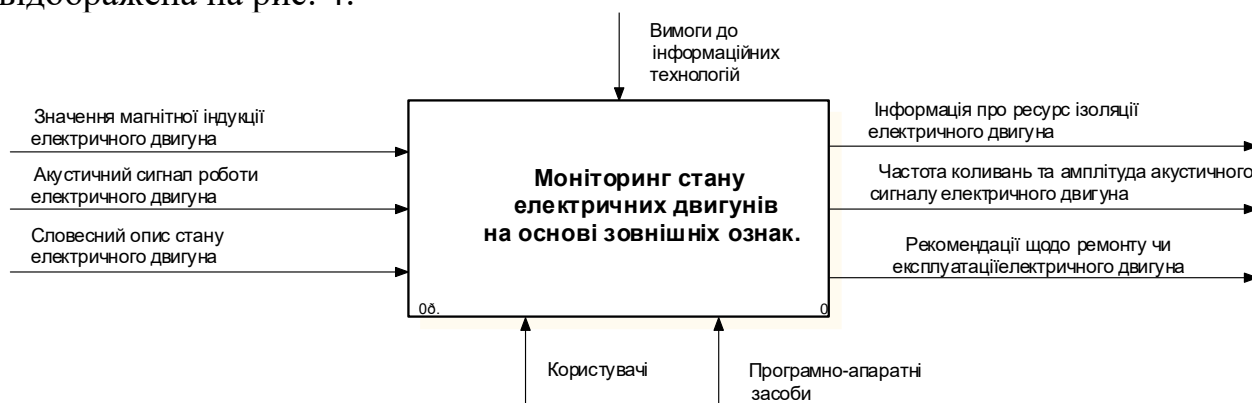 відображена на рис. 4.
Вимоги до
інформаційних
технологій
Значення магнітної індукції
електричного двигуна
Акустичний сигнал роботи
електричного двигуна
Словесний опис стану
електричного двигуна
Моніторинг стану
електричних двигунів
на основі зовнішніх ознак.
0ð.
0
Інформація про ресурс ізоляції
електричного двигуна
Частота коливань та амплітуда акустичного
сигналу електричного двигуна
Рекомендації щодо ремонту чи
експлуатаціїелектричного двигуна
Користувачі
Програмно-апаратні
засоби